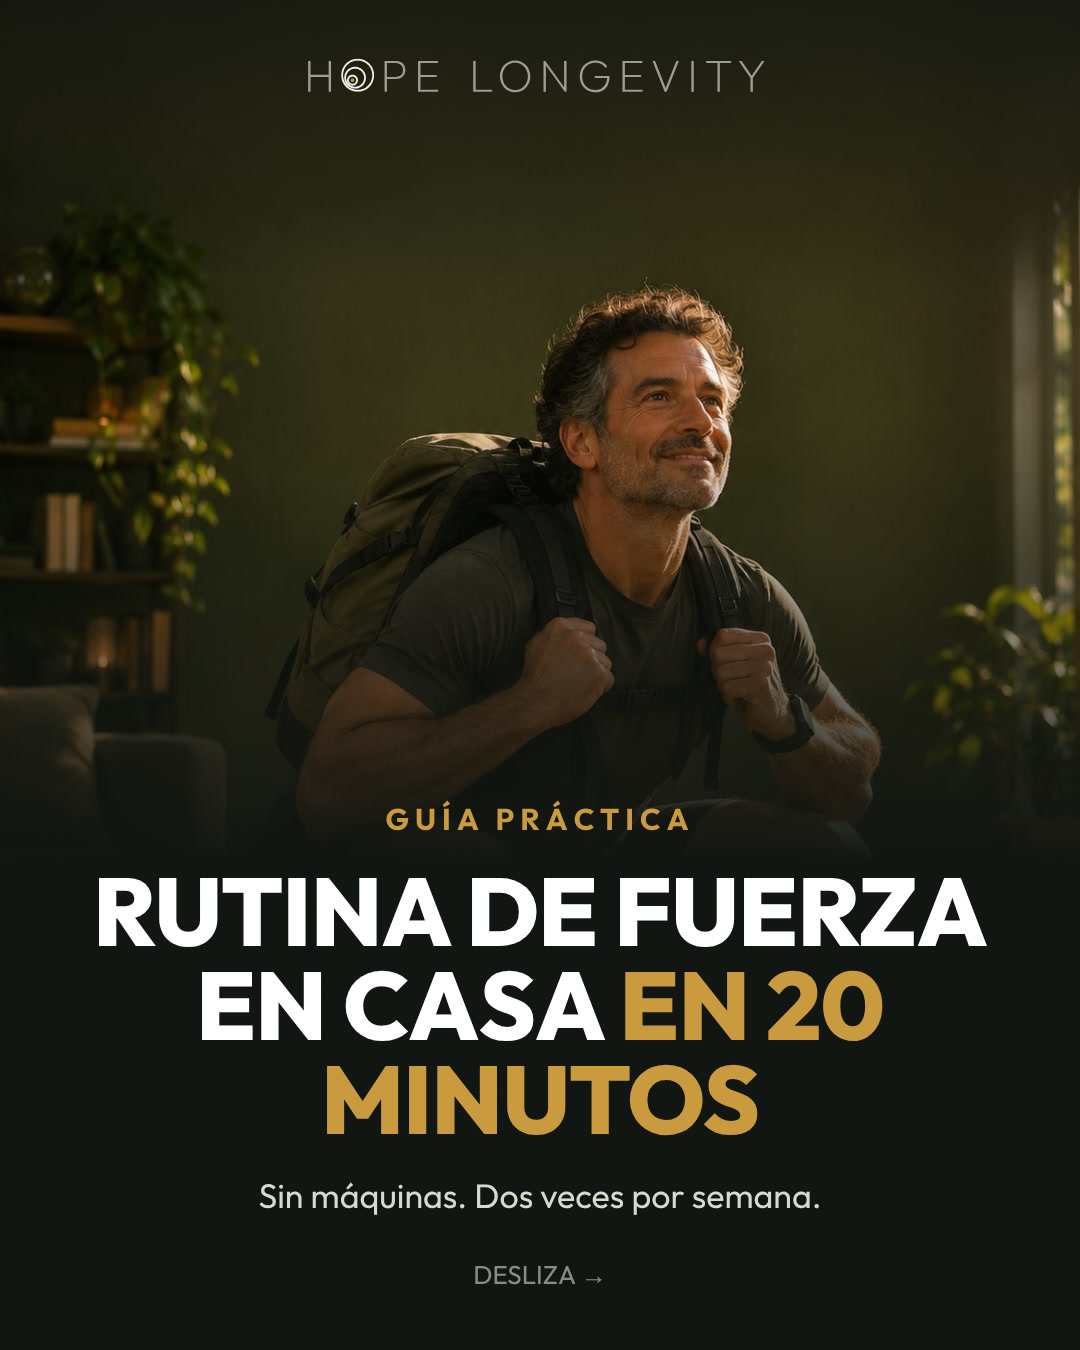 HOPE LONGEVITY
GUÍA PRÁCTICA
RUTINA DE FUERZA
EN CASA EN 20
MINUTOS
Sin máquinas. Dos veces por semana.
DESLIZA →